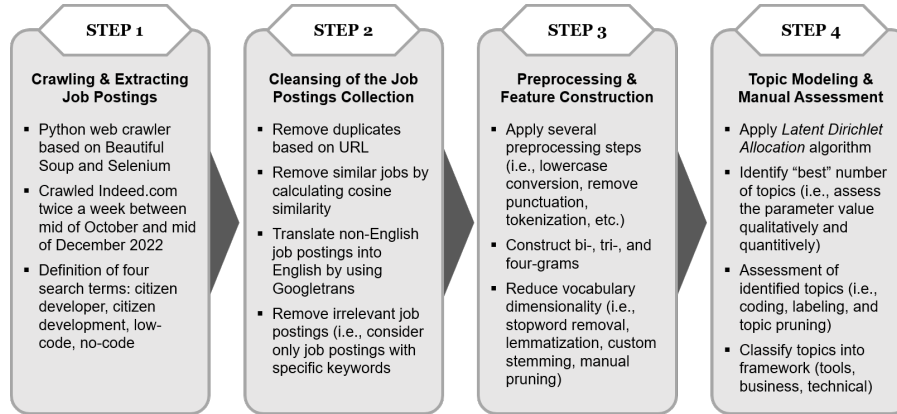 STEP 1
Crawling & Extracting
Job Postings
▪ Python web crawler
based on Beautiful
Soup and Selenium
▪ Crawled Indeed.com
twice a week between
mid of October and mid
of December 2022
▪ Definition of four
search terms: citizen
developer, citizen
development, low-
code, no-code
STEP 2
Cleansing of the Job
Postings Collection
▪ Remove duplicates
based on URL
▪ Remove similar jobs by
calculating cosine
similarity
▪ Translate non-English
job postings into
English by using
Googletrans
▪ Remove irrelevant job
postings (i.e., consider
only job postings with
specific keywords
STEP 3
Preprocessing &
Feature Construction
▪ Apply several
preprocessing steps
(i.e., lowercase
conversion, remove
punctuation,
tokenization, etc.)
▪ Construct bi-, tri-, and
four-grams
▪ Reduce vocabulary
dimensionality (i.e.,
stopword removal,
lemmatization, custom
stemming, manual
pruning)
STEP 4
Topic Modeling &
Manual Assessment
▪ Apply Latent Dirichlet
Allocation algorithm
▪ Identify “best” number
of topics (i.e., assess
the parameter value
qualitatively and
quantitively)
▪ Assessment of
identified topics (i.e.,
coding, labeling, and
topic pruning)
▪ Classify topics into
framework (tools,
business, technical)